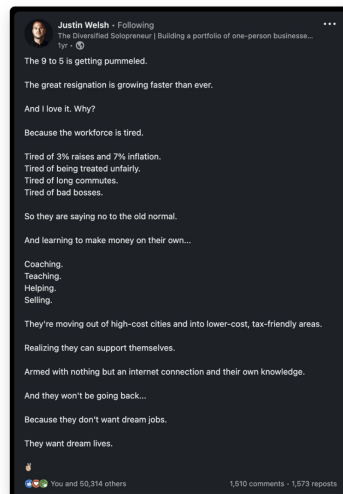 Justin Welsh • Following
The Diversified Solopreneur | Building a portfolio of one-person businesse...
1yr •
The 9 to 5 is getting pummeled.
The great resignation is growing faster than ever.
And I love it. Why?
Because the workforce is tired.
Tired of 3% raises and 7% inflation.
Tired of being treated unfairly.
Tired of long commutes.
Tired of bad bosses.
So they are saying no to the old normal.
And learning to make money on their own...
Coaching.
Teaching.
Helping.
Selling.
They're moving out of high-cost cities and into lower-cost, tax-friendly areas.
Realizing they can support themselves.
Armed with nothing but an internet connection and their own knowledge.
And they won't be going back...
Because they don't want dream jobs.
They want dream lives.
✌🏼
You and 50,314 others 1,510 comments • 1,573 reposts